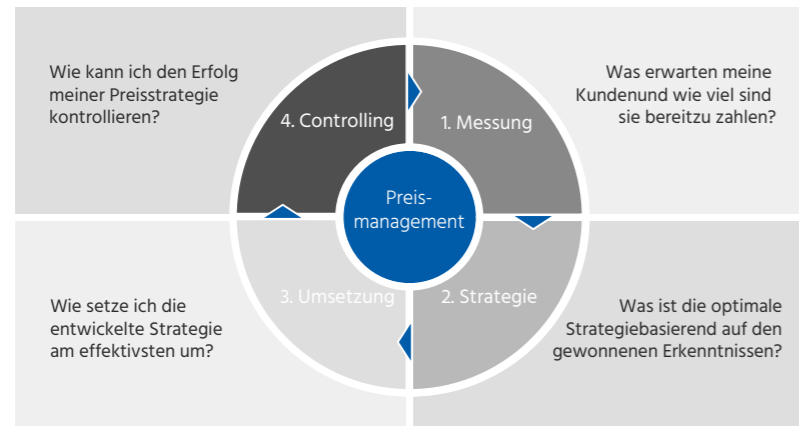 Wie kann ich den Erfolg
meiner Preisstrategie
kontrollieren?
Was erwarten meine
Kundenund wie viel sind
sie bereitzu zahlen?
4. Controlling
1. Messung
Preis-
management
3. Umsetzung
2. Strategie
Wie setze ich die
entwickelte Strategie
am effektivsten um?
Was ist die optimale
Strategiebasierend auf den
gewonnenen Erkenntnissen?